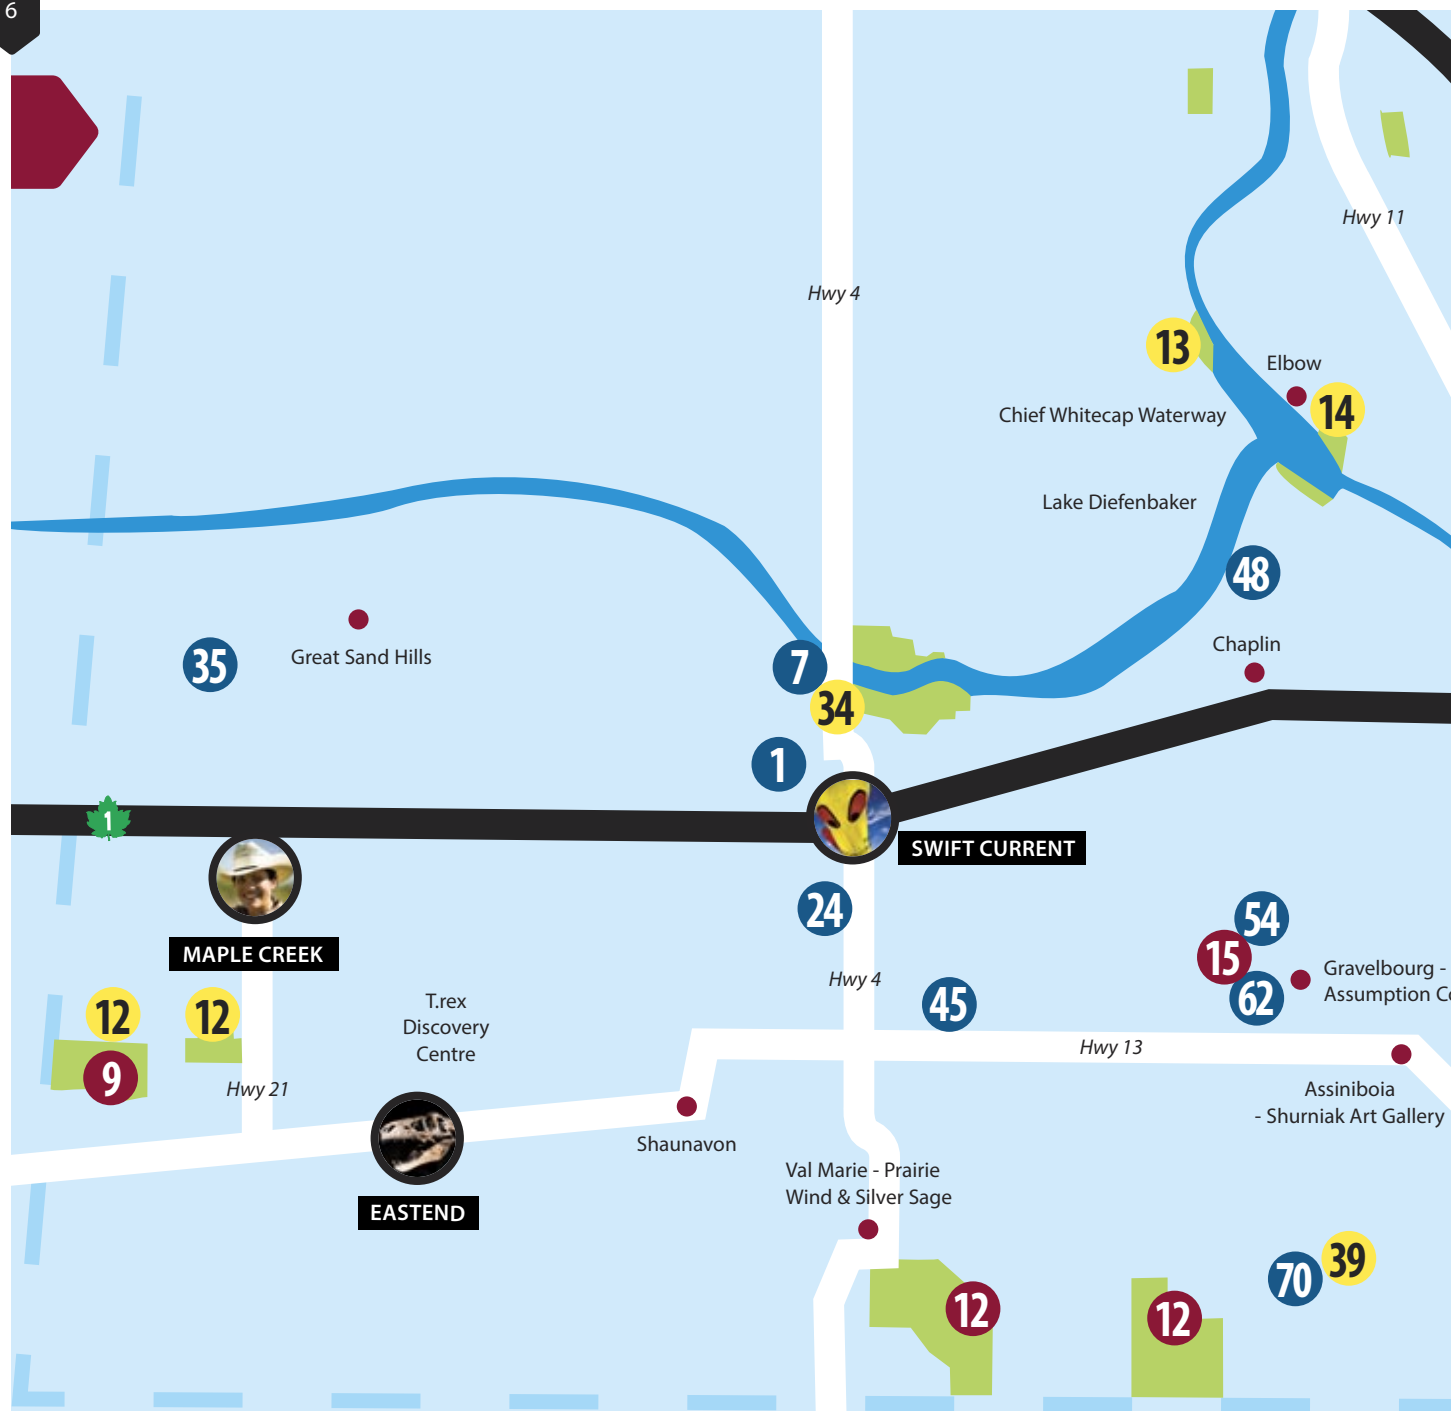 6
Hwy 11
Hwy 4
13
Elbow
14
Chief Whitecap Waterway
Lake Diefenbaker
48
35
Great Sand Hills
7
Chaplin
34
1
1
SWIFT CURRENT
24
54
MAPLE CREEK
15
Gravelbourg -
Assumption
62
Hwy 4
45
12
12
T.rex
Discovery
Centre
9
Hwy 21
Hwy 13
Assiniboia
- Shurniak Art Gallery
Shaunavon
Val Marie - Prairie
Wind & Silver Sage
EASTEND
39
70
12
12